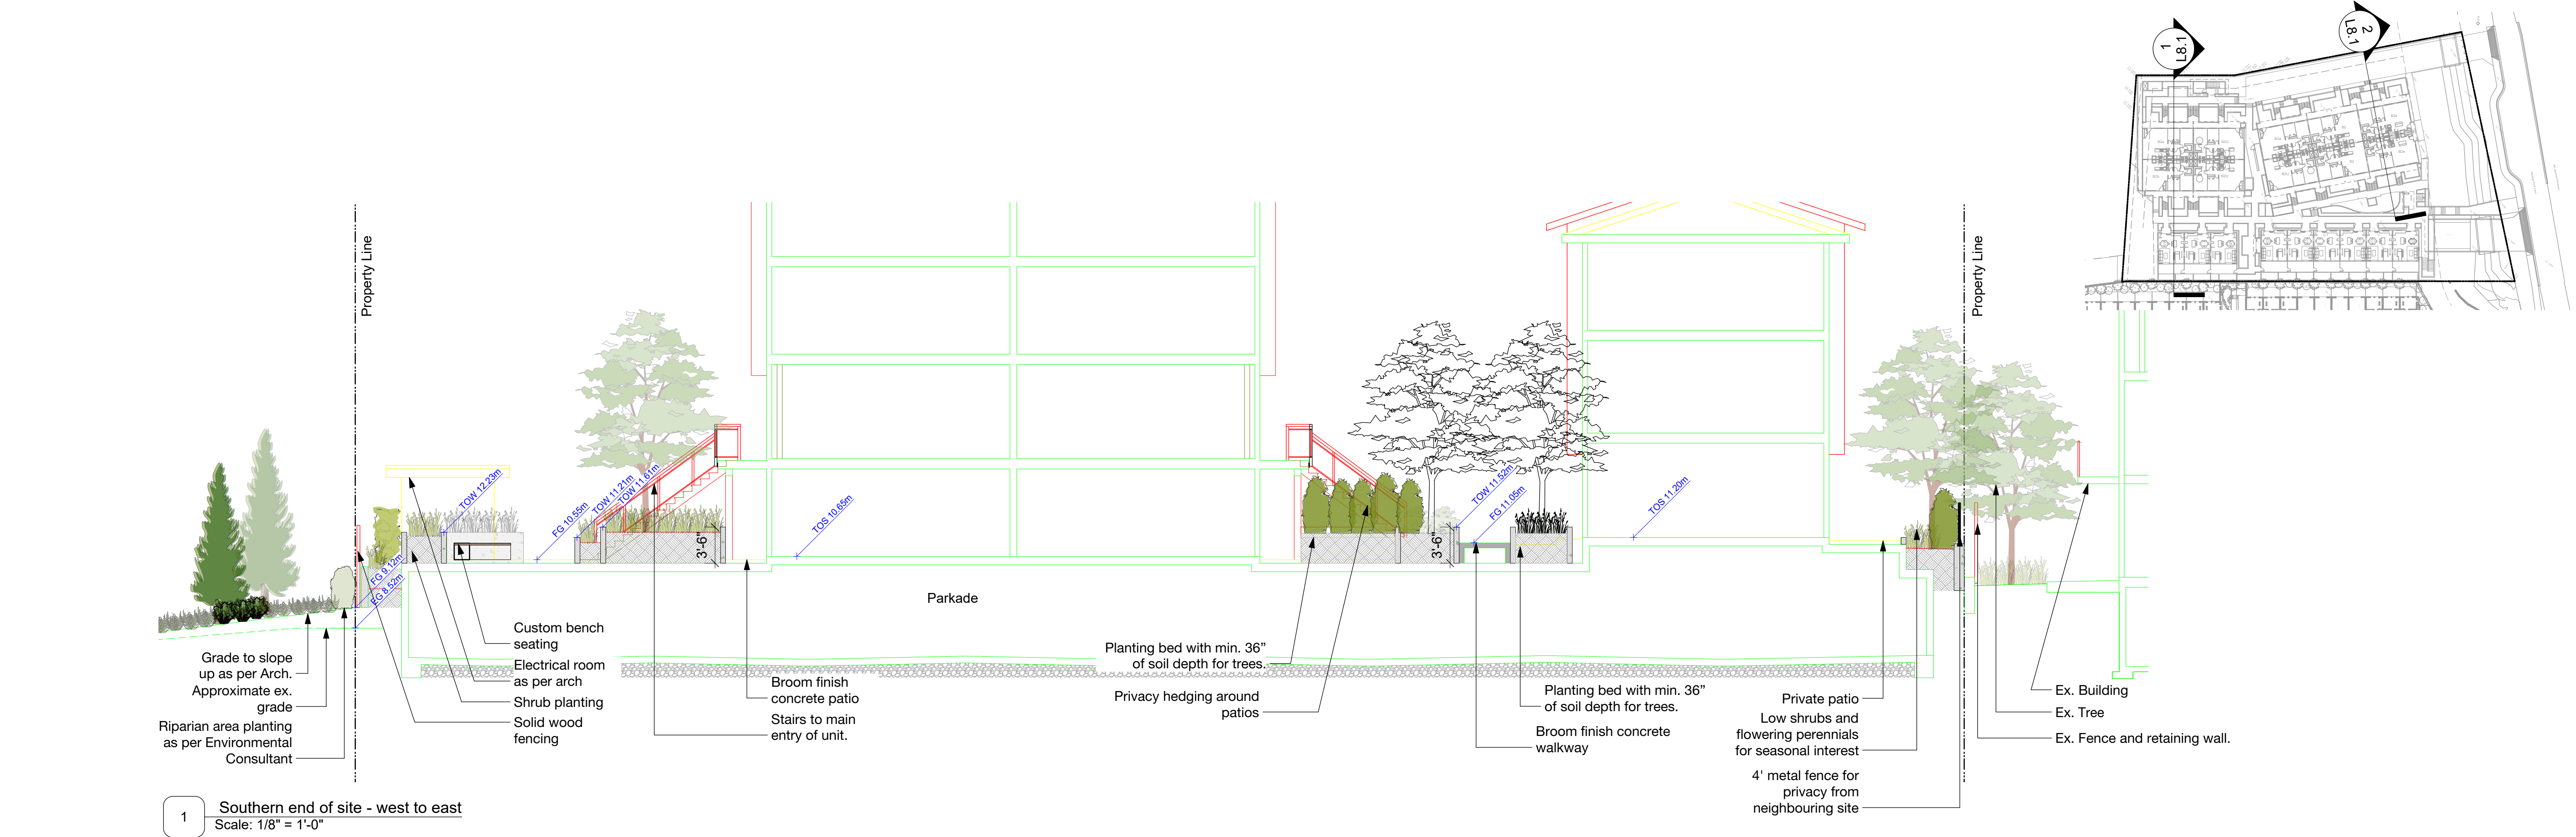 1
L8.1
2
L8.1
Property Line
Property Line
TOW 12.23m
FG 10.55m
TOW 11.21m
TOW 11.61m
TOS 10.65m
TOW 11.52m
FG 11.05m
TOS 11.20m
FG 9.12m
EG 8.52m
3'-6"
3'-6"
Parkade
Grade to slope
up as per Arch.
Approximate ex.
grade
Riparian area planting
as per Environmental
Consultant
Custom bench
seating
Electrical room
as per arch
Shrub planting
Solid wood
fencing
Broom finish
concrete patio
Stairs to main
entry of unit.
Planting bed with min. 36”
of soil depth for trees.
Privacy hedging around
patios
Planting bed with min. 36”
of soil depth for trees.
Broom finish concrete
walkway
Private patio
Low shrubs and
flowering perennials
for seasonal interest
4' metal fence for
privacy from
neighbouring site
Ex. Building
Ex. Tree
Ex. Fence and retaining wall.
1
Southern end of site - west to east
Scale: 1/8" = 1'-0"